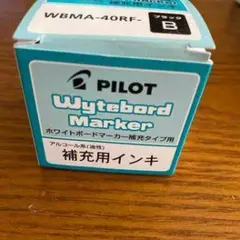 WBMA-40RF-
ブラック
B
PILOT
Wytebord
Marker
ホワイトボードマーカー補充タイプ用
アルコール系(油性)
補充用インキ